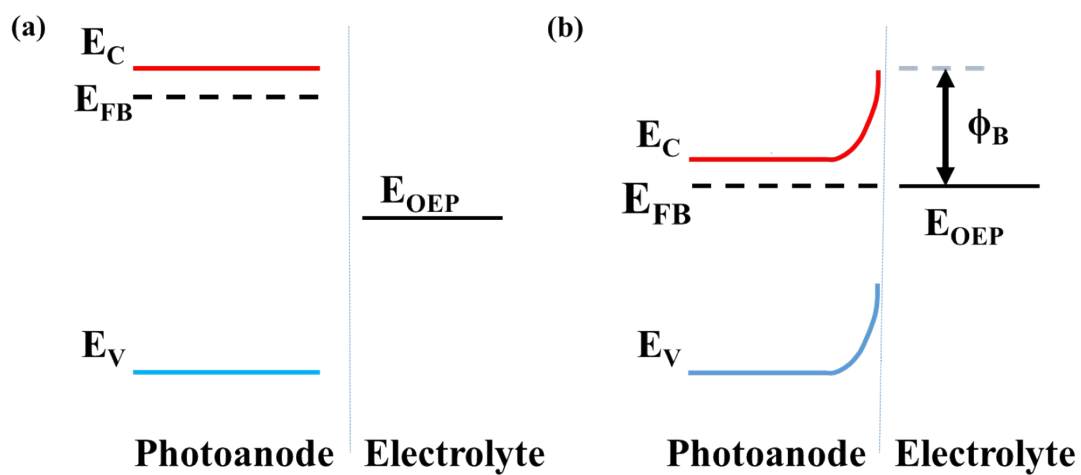 (a)
E_C
E_FB
E_OEP
E_V
Photoanode
Electrolyte
(b)
E_C
ϕ_B
E_FB
E_OEP
E_V
Photoanode
Electrolyte